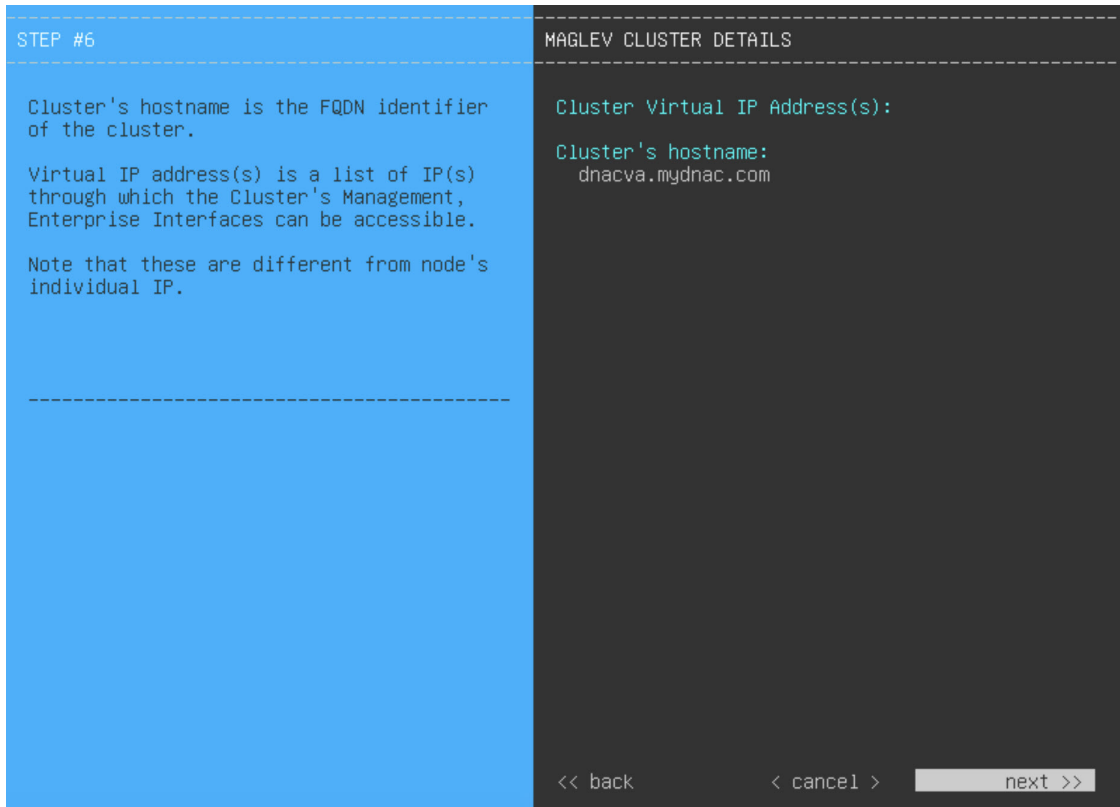 STEP #6
Cluster's hostname is the FQDN identifier
of the cluster.
Virtual IP address(s) is a list of IP(s)
through which the Cluster's Management,
Enterprise Interfaces can be accessible.
Note that these are different from node's
individual IP.
MAGLEV CLUSTER DETAILS
Cluster Virtual IP Address(s):
Cluster's hostname:
dnacva.mydnac.com
<< back < cancel > next >>